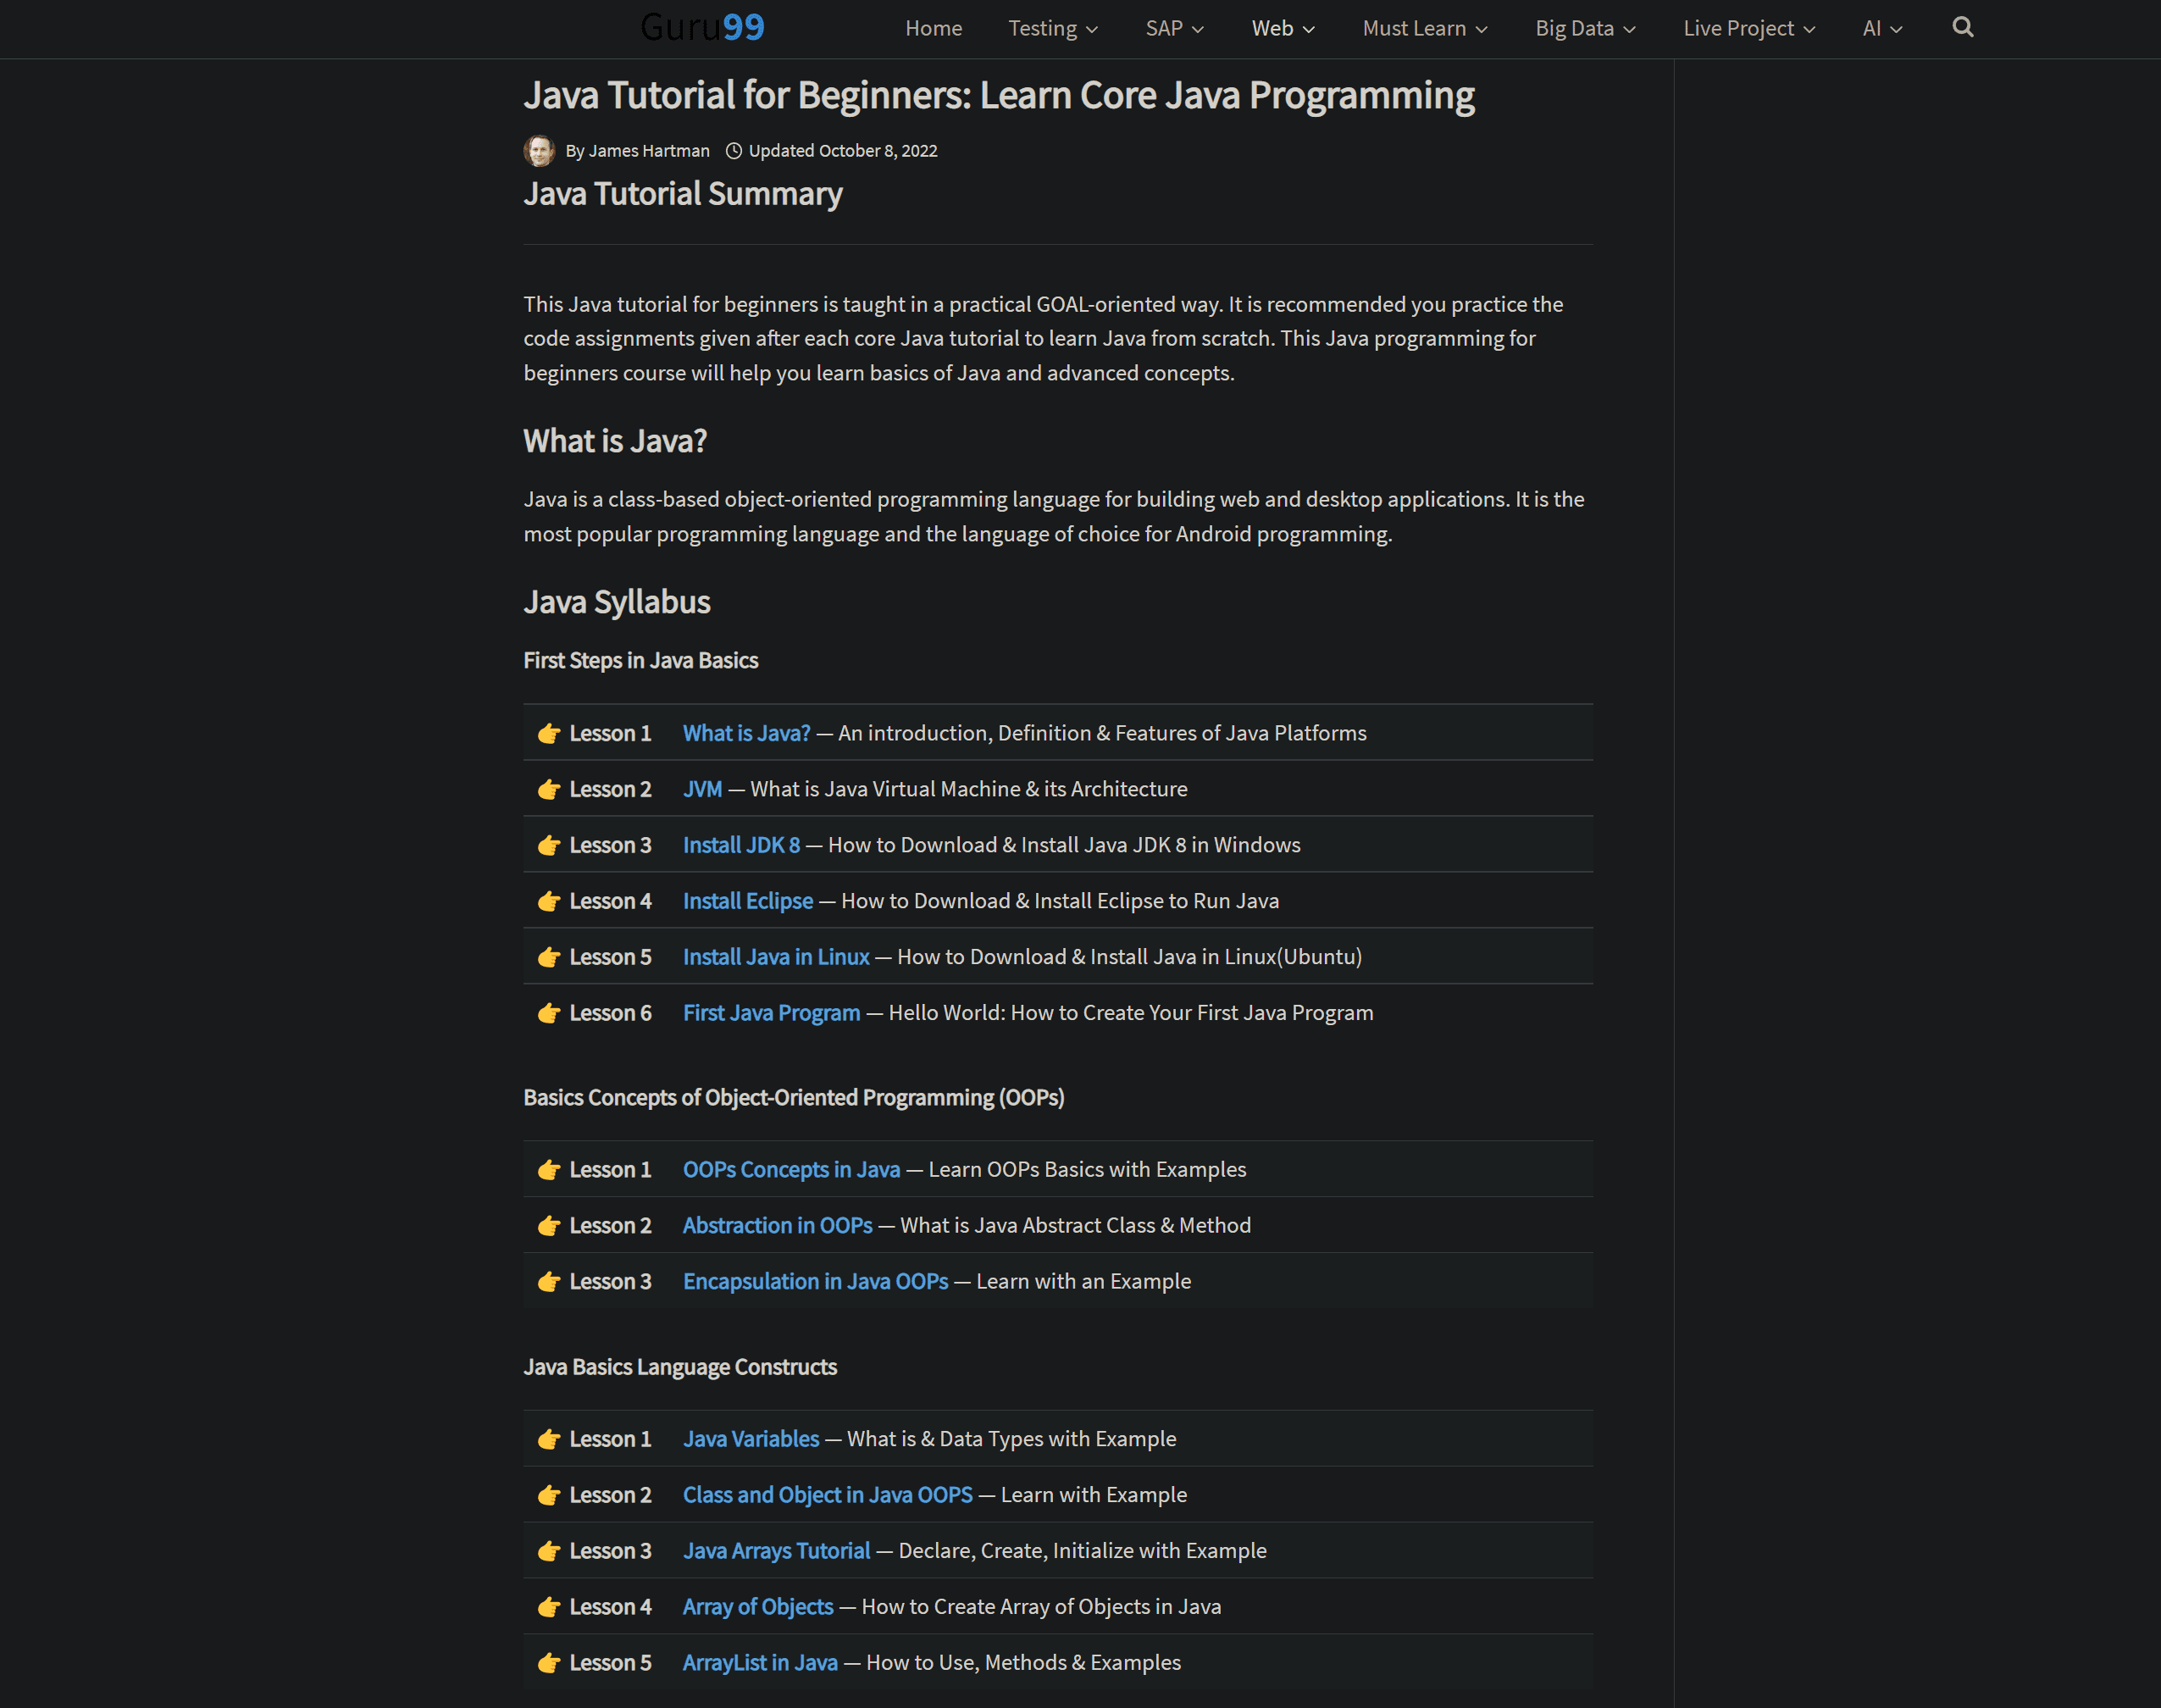 Guru99 Home Testing SAP Web Must Learn Big Data Live Project AI
Java Tutorial for Beginners: Learn Core Java Programming
By James Hartman Updated October 8, 2022
Java Tutorial Summary
This Java tutorial for beginners is taught in a practical GOAL-oriented way. It is recommended you practice the
code assignments given after each core Java tutorial to learn Java from scratch. This Java programming for
beginners course will help you learn basics of Java and advanced concepts.
What is Java?
Java is a class-based object-oriented programming language for building web and desktop applications. It is the
most popular programming language and the language of choice for Android programming.
Java Syllabus
First Steps in Java Basics
👉 Lesson 1 What is Java? — An introduction, Definition & Features of Java Platforms
👉 Lesson 2 JVM — What is Java Virtual Machine & its Architecture
👉 Lesson 3 Install JDK 8 — How to Download & Install Java JDK 8 in Windows
👉 Lesson 4 Install Eclipse — How to Download & Install Eclipse to Run Java
👉 Lesson 5 Install Java in Linux — How to Download & Install Java in Linux(Ubuntu)
👉 Lesson 6 First Java Program — Hello World: How to Create Your First Java Program
Basics Concepts of Object-Oriented Programming (OOPs)
👉 Lesson 1 OOPs Concepts in Java — Learn OOPs Basics with Examples
👉 Lesson 2 Abstraction in OOPs — What is Java Abstract Class & Method
👉 Lesson 3 Encapsulation in Java OOPs — Learn with an Example
Java Basics Language Constructs
👉 Lesson 1 Java Variables — What is & Data Types with Example
👉 Lesson 2 Class and Object in Java OOPS — Learn with Example
👉 Lesson 3 Java Arrays Tutorial — Declare, Create, Initialize with Example
👉 Lesson 4 Array of Objects — How to Create Array of Objects in Java
👉 Lesson 5 ArrayList in Java — How to Use, Methods & Examples